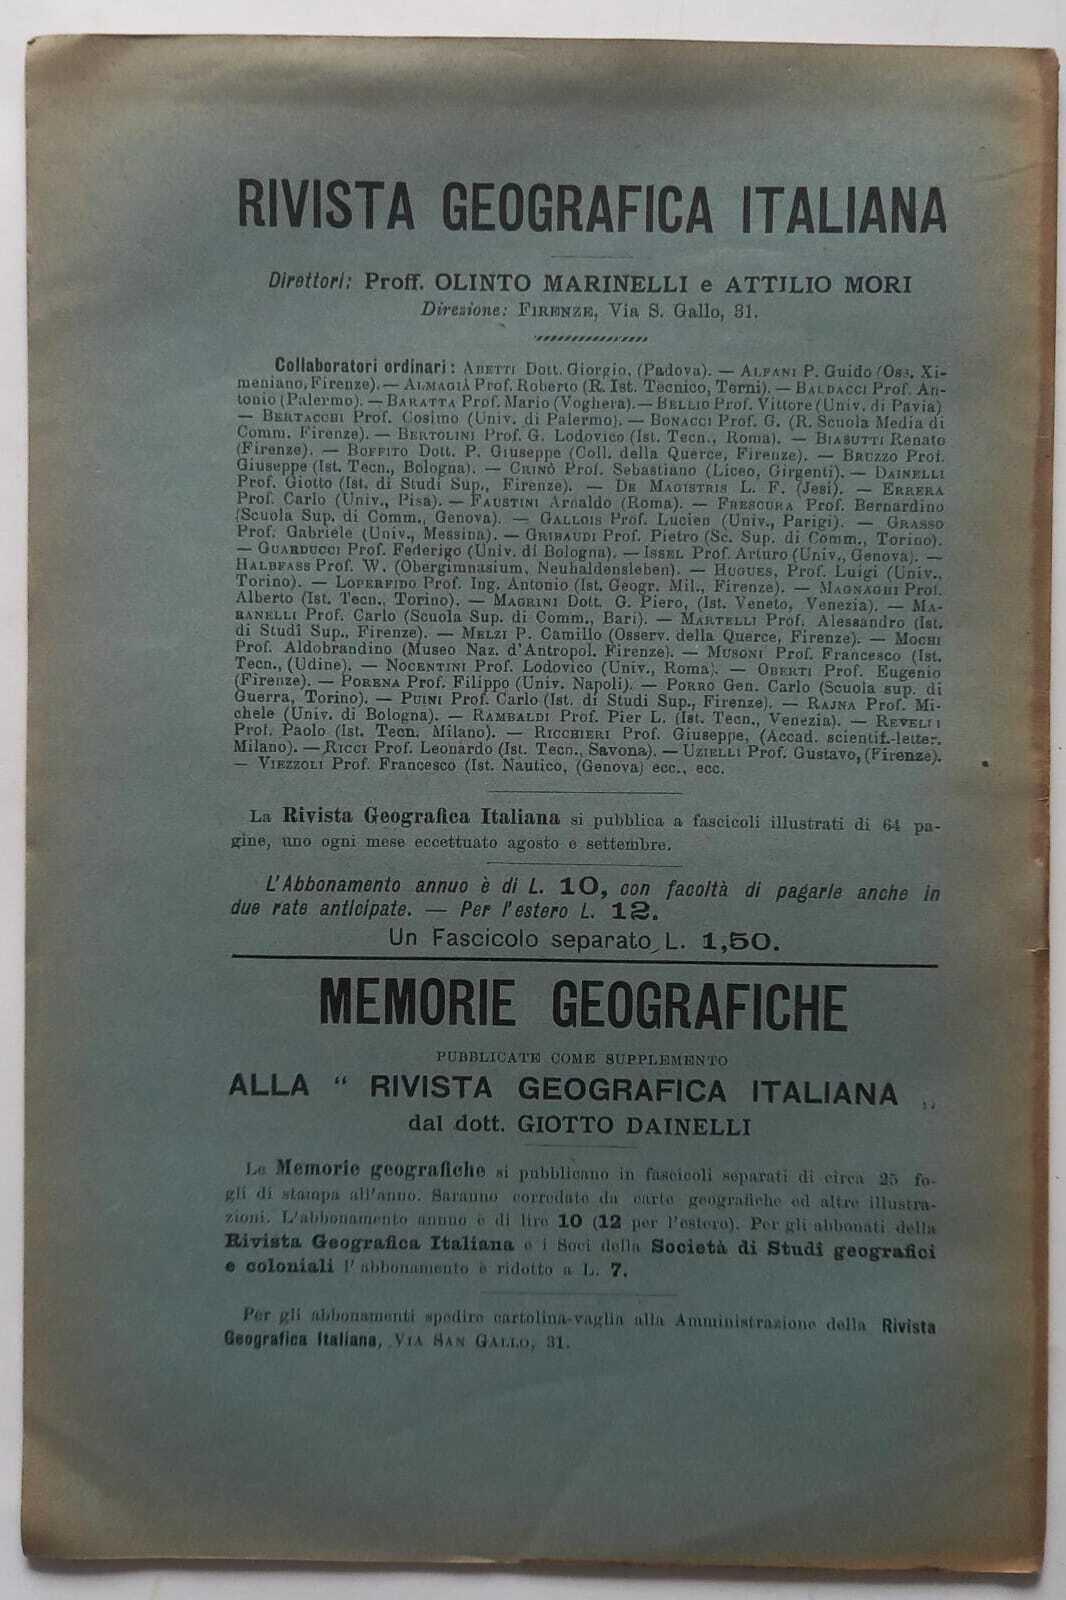 RIVISTA GEOGRAFICA ITALIANA
Direttori: Proff. OLINTO MARINELLI e ATTILIO MORI
Direzione: FIRENZE, Via S. Gallo, 31.
Collaboratori ordinari: ABETTI Dott. Giorgio, (Padova). — ALFANI P. Guido (Oss. Xi-
meniano, Firenze). — ALMAGIÀ Prof. Roberto (R. Ist. Tecnico, Terni). — BALDACCI Prof. An-
tonio (Palermo). — BARATTA Prof. Mario (Voghera). — BELLIO Prof. Vittore (Univ. di Pavia)
— BERTACCHI Prof. Cosimo (Univ. di Palermo). — BONACCI Prof. G. (R. Scuola Media di
Comm. Firenze). — BERTOLINI Prof. G. Lodovico (Ist. Tecn., Roma). — BIASUTTI Renato
(Firenze). — BOFFITO Dott. P. Giuseppe (Coll. della Querce, Firenze). — BRUZZO Prof.
Giuseppe (Ist. Tecn., Bologna). — CRINÒ Prof. Sebastiano (Liceo, Girgenti). — DAINELLI
Prof. Giotto (Ist. di Studi Sup., Firenze). — DE MAGISTRIS L. F. (Jesi). — ERRERA
Prof. Carlo (Univ., Pisa). — FAUSTINI Arnaldo (Roma). — FRESCURA Prof. Bernardino
(Scuola Sup. di Comm., Genova). — GALLOIS Prof. Lucien (Univ., Parigi). — GRASSO
Prof. Gabriele (Univ., Messina). — GRIBAUDI Prof. Pietro (Sc. Sup. di Comm., Torino).
— GUARDUCCI Prof. Federigo (Univ. di Bologna). — ISSEL Prof. Arturo (Univ., Genova). —
HALBFASS Prof. W. (Obergimnasium, Neuhaldensleben). — HUGUES, Prof. Luigi (Univ.,
Torino). — LOPERFIDO Prof. Ing. Antonio (Ist. Geogr. Mil., Firenze). — MAGNAGHI Prof.
Alberto (Ist. Tecn., Torino). — MAGRINI Dott. G. Piero, (Ist. Veneto, Venezia). — MA-
RANELLI Prof. Carlo (Scuola Sup. di Comm., Bari). — MARTELLI Prof. Alessandro (Ist.
di Studî Sup., Firenze). — MELZI P. Camillo (Osserv. della Querce, Firenze). — MOCHI
Prof. Aldobrandino (Museo Naz. d'Antropol. Firenze). — MUSONI Prof. Francesco (Ist.
Tecn., (Udine). — NOCENTINI Prof. Lodovico (Univ., Roma). — OBERTI Prof. Eugenio
(Firenze). — PORENA Prof. Filippo (Univ. Napoli). — PORRO Gen. Carlo (Scuola sup. di
Guerra, Torino). — PUINI Prof. Carlo (Ist. di Studi Sup., Firenze). — RAJNA Prof. Mi-
chele (Univ. di Bologna). — RAMBALDI Prof. Pier L. (Ist. Tecn., Venezia). — REVELLI
Prof. Paolo (Ist. Tecn. Milano). — RICCHIERI Prof. Giuseppe, (Accad. scientif.-letter.
Milano). — RICCI Prof. Leonardo (Ist. Tecn., Savona). — UZIELLI Prof. Gustavo, (Firenze).
— VIEZZOLI Prof. Francesco (Ist. Nautico, (Genova) ecc., ecc.
La Rivista Geografica Italiana si pubblica a fascicoli illustrati di 64 pa-
gine, uno ogni mese eccettuato agosto e settembre.
L'Abbonamento annuo è di L. 10, con facoltà di pagarle anche in
due rate anticipate. — Per l'estero L. 12.
Un Fascicolo separato L. 1,50.
MEMORIE GEOGRAFICHE
PUBBLICATE COME SUPPLEMENTO
ALLA " RIVISTA GEOGRAFICA ITALIANA „
dal dott. GIOTTO DAINELLI
Le Memorie geografiche si pubblicano in fascicoli separati di circa 25 fo-
gli di stampa all'anno. Saranno corredate da carte geografiche ed altre illustra-
zioni. L'abbonamento annuo è di lire 10 (12 per l'estero). Per gli abbonati della
Rivista Geografica Italiana e i Soci della Società di Studî geografici
e coloniali l'abbonamento è ridotto a L. 7.
Per gli abbonamenti spedire cartolina-vaglia alla Amministrazione della Rivista
Geografica Italiana, VIA SAN GALLO, 31.